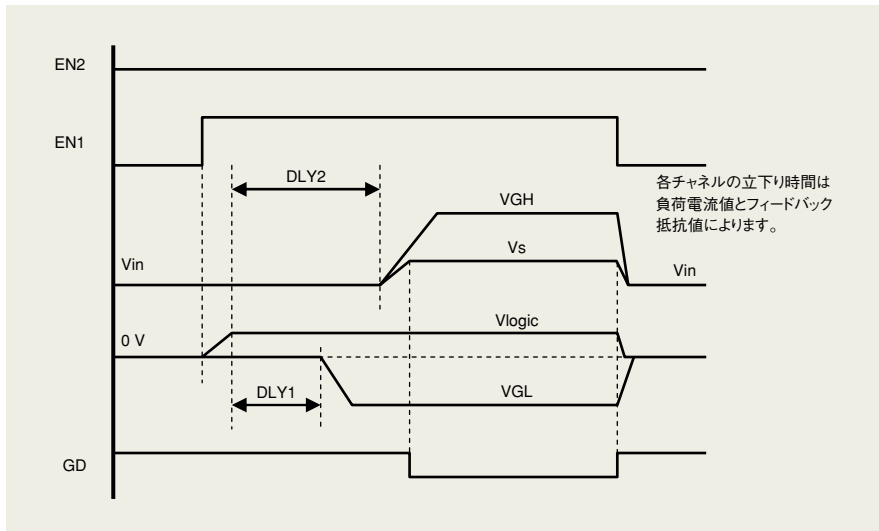 EN2
EN1
DLY2
各チャネルの立下り時間は
負荷電流値とフィードバック
抵抗値によります。
VGH
Vs
Vin
Vin
Vlogic
0 V
DLY1
VGL
GD